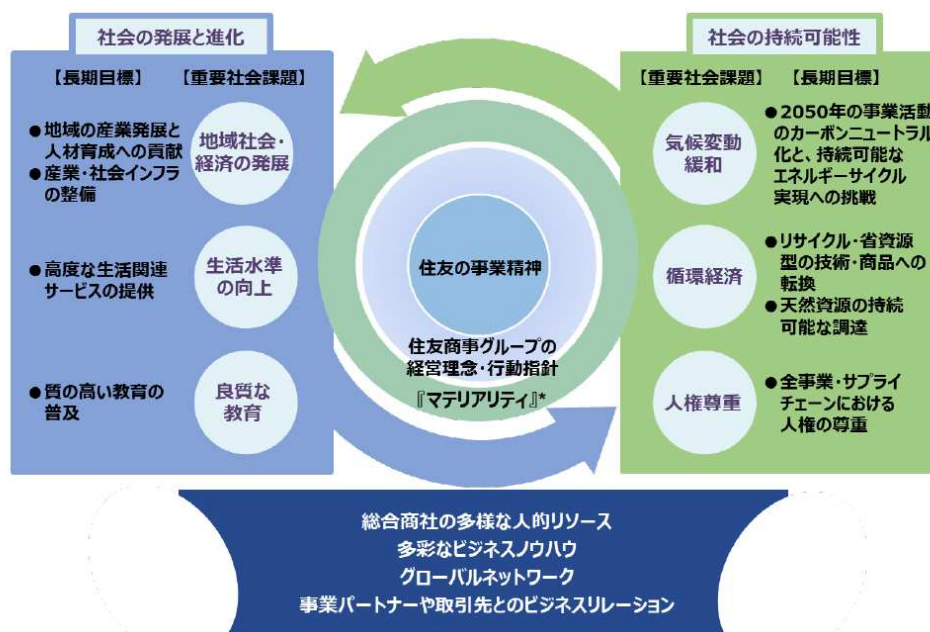 社会の発展と進化
【長期目標】
【重要社会課題】
●地域の産業発展と
人材育成への貢献
●産業・社会インフラ
の整備
地域社会・
経済の発展
●高度な生活関連
サービスの提供
生活水準
の向上
●質の高い教育の
普及
良質な
教育
住友の事業精神
住友商事グループの
経営理念・行動指針
『マテリアリティ』*
社会の持続可能性
【重要社会課題】
【長期目標】
気候変動
緩和
●2050年の事業活動
のカーボンニュートラル
化と、持続可能な
エネルギーサイクル
実現への挑戦
循環経済
●リサイクル・省資源
型の技術・商品への
転換
●天然資源の持続
可能な調達
人権尊重
●全事業・サプライ
チェーンにおける
人権の尊重
総合商社の多様な人的リソース
多彩なビジネスノウハウ
グローバルネットワーク
事業パートナーや取引先とのビジネスリレーション